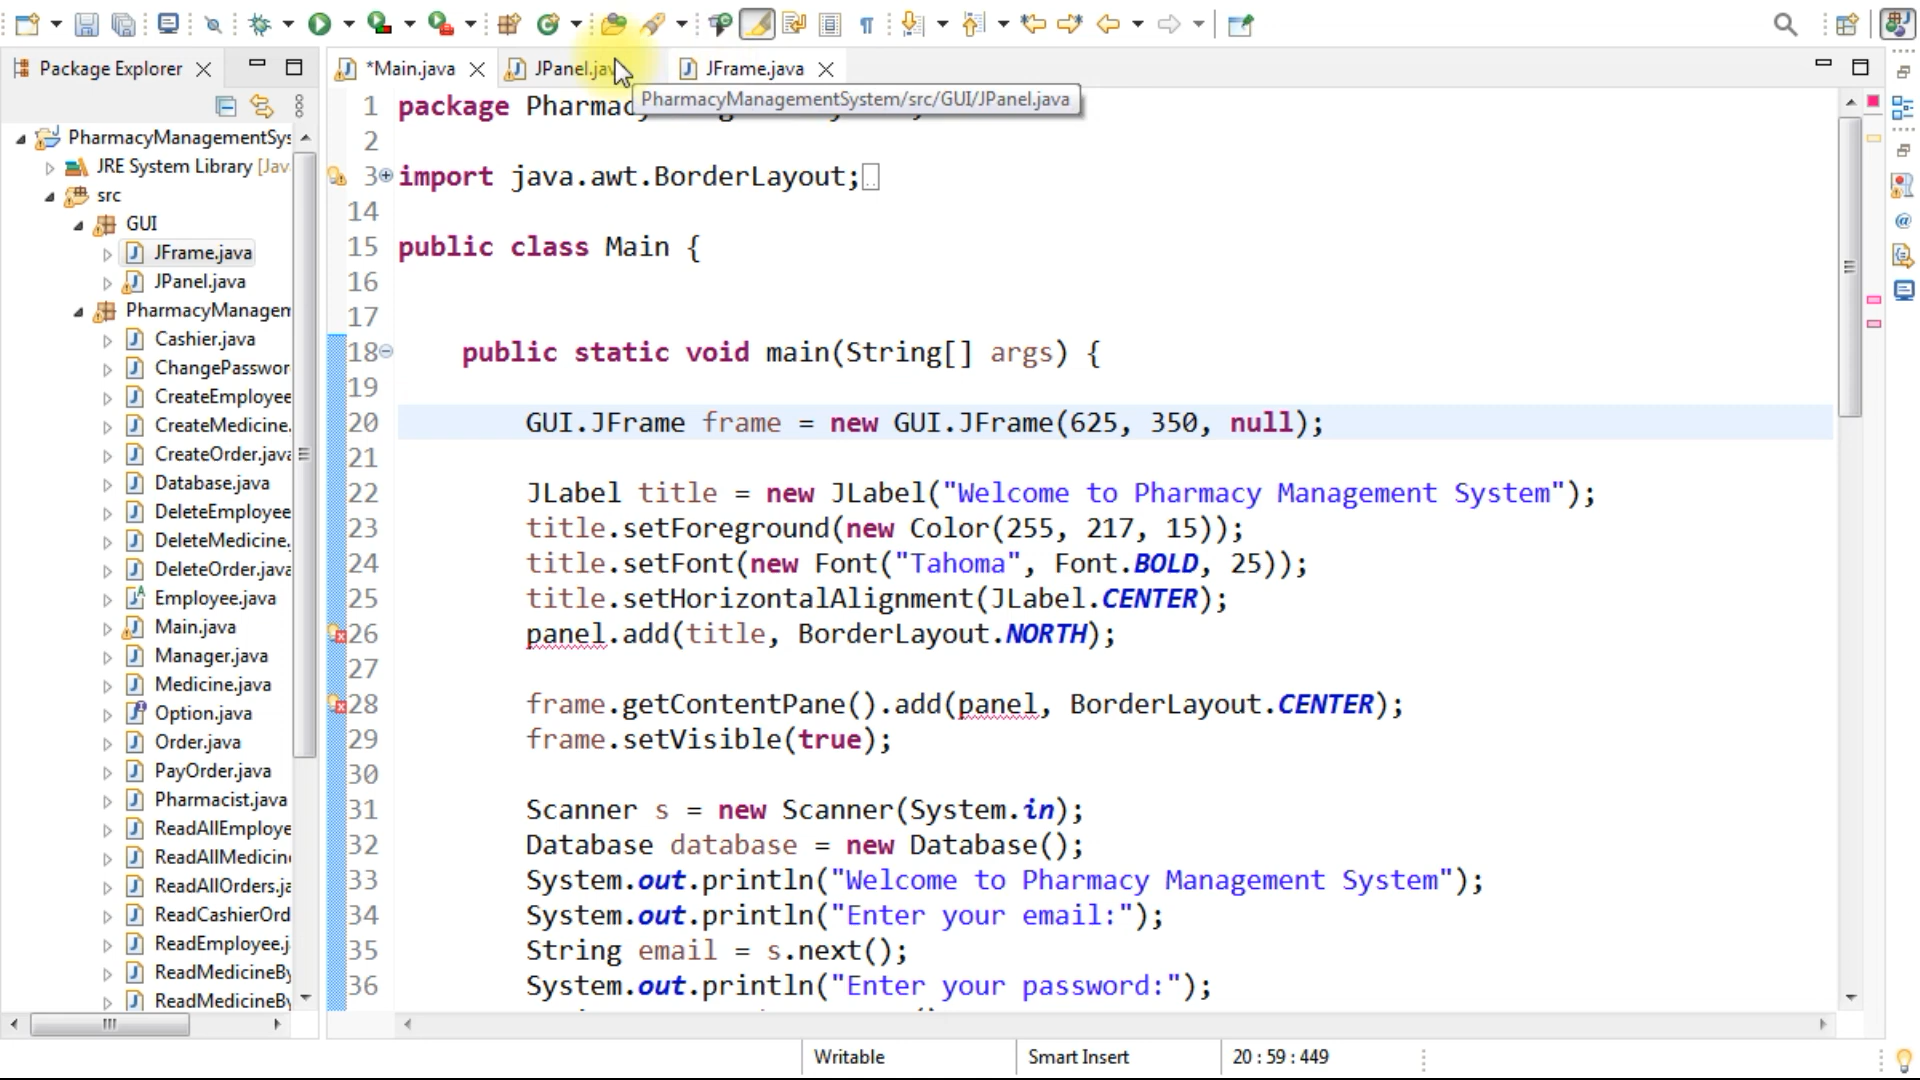 Package Explorer
*Main.java
JPanel.jav
JFrame.java
PharmacyManagementSystem/src/GUI/JPanel.java
PharmacyManagementSys
JRE System Library [Jav
src
GUI
JFrame.java
JPanel.java
PharmacyManagem
Cashier.java
ChangePasswor
CreateEmployee
CreateMedicine.
CreateOrder.java
Database.java
DeleteEmployee
DeleteMedicine.
DeleteOrder.java
Employee.java
Main.java
Manager.java
Medicine.java
Option.java
Order.java
PayOrder.java
Pharmacist.java
ReadAllEmploye
ReadAllMedicin
ReadAllOrders.ja
ReadCashierOrd
ReadEmployee.j
ReadMedicineBy
ReadMedicineBy
1 package Pharmac
2
3 import java.awt.BorderLayout;
14
15 public class Main {
16
17
18 public static void main(String[] args) {
19
20 GUI.JFrame frame = new GUI.JFrame(625, 350, null);
21
22 JLabel title = new JLabel("Welcome to Pharmacy Management System");
23 title.setForeground(new Color(255, 217, 15));
24 title.setFont(new Font("Tahoma", Font.BOLD, 25));
25 title.setHorizontalAlignment(JLabel.CENTER);
26 panel.add(title, BorderLayout.NORTH);
27
28 frame.getContentPane().add(panel, BorderLayout.CENTER);
29 frame.setVisible(true);
30
31 Scanner s = new Scanner(System.in);
32 Database database = new Database();
33 System.out.println("Welcome to Pharmacy Management System");
34 System.out.println("Enter your email:");
35 String email = s.next();
36 System.out.println("Enter your password:");
Writable
Smart Insert
20 : 59 : 449